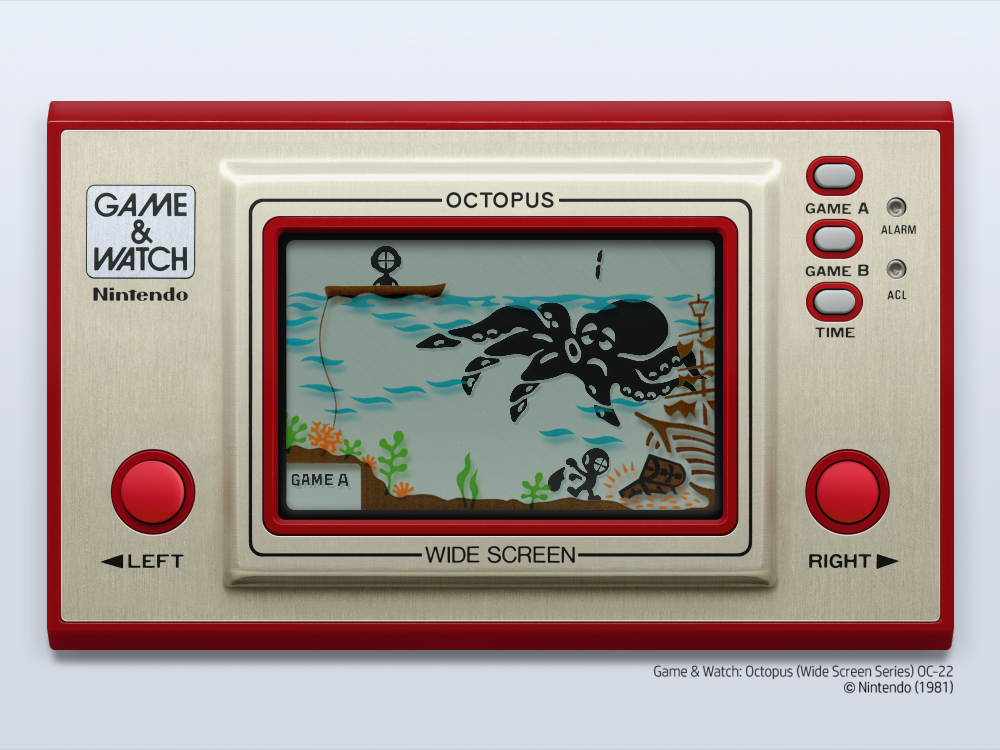 GAME
&
WATCH
Nintendo
OCTOPUS
1
GAME A
WIDE SCREEN
◀LEFT
GAME A
ALARM
GAME B
ACL
TIME
RIGHT▶
Game & Watch: Octopus (Wide Screen Series) OC-22
© Nintendo (1981)